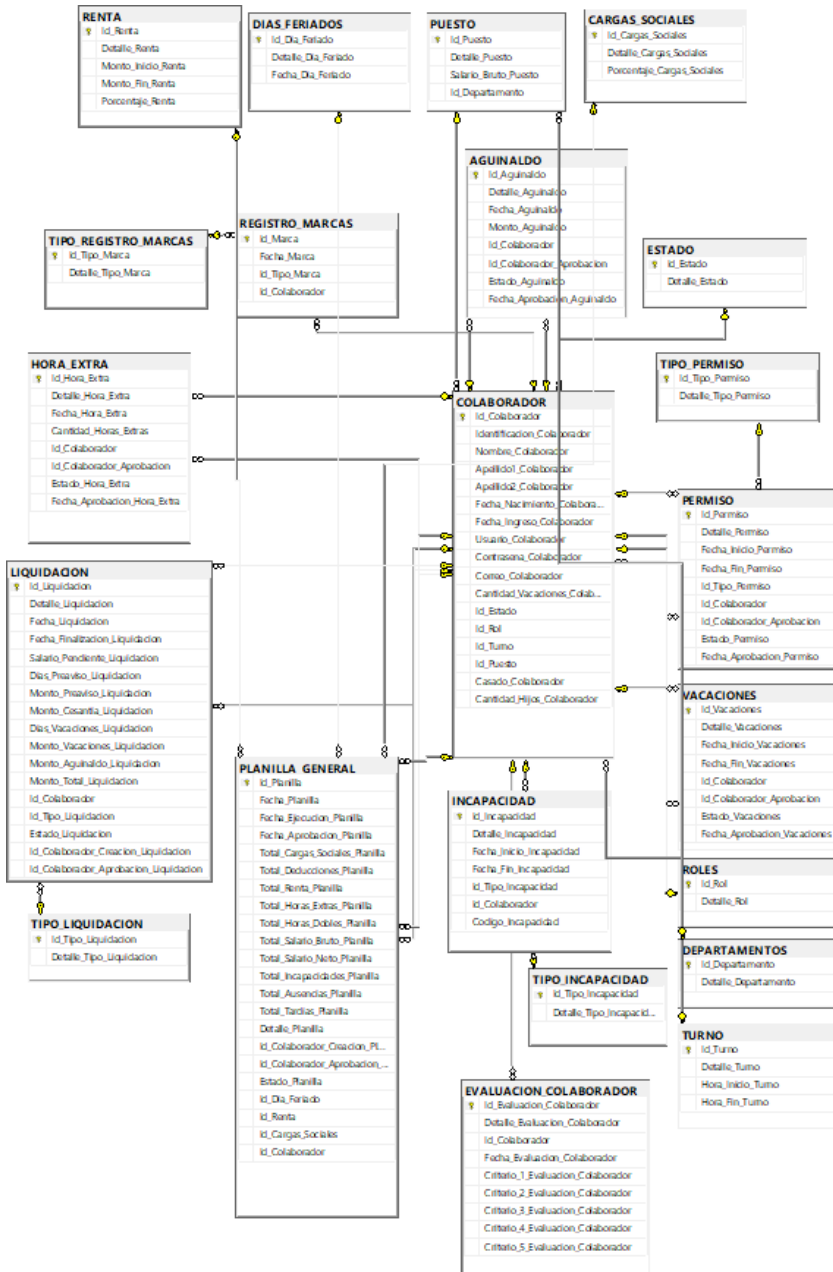 RENTA
Id_Renta
Detalle_Renta
Monto_Inicio_Renta
Monto_Fin_Renta
Porcentaje_Renta
DIAS_FERIADOS
Id_Dia_Feriado
Detalle_Dia_Feriado
Fecha_Dia_Feriado
PUESTO
Id_Puesto
Detalle_Puesto
Salario_Bruto_Puesto
Id_Departamento
CARGAS_SOCIALES
Id_Cargas_Sociales
Detalle_Cargas_Sociales
Porcentaje_Cargas_Sociales
AGUINALDO
Id_Aguinaldo
Detalle_Aguinaldo
Fecha_Aguinaldo
Monto_Aguinaldo
Id_Colaborador
Id_Colaborador_Aprobacion
Estado_Aguinaldo
Fecha_Aprobacion_Aguinaldo
TIPO_REGISTRO_MARCAS
Id_Tipo_Marca
Detalle_Tipo_Marca
REGISTRO_MARCAS
Id_Marca
Fecha_Marca
Id_Tipo_Marca
Id_Colaborador
ESTADO
Id_Estado
Detalle_Estado
HORA_EXTRA
Id_Hora_Extra
Detalle_Hora_Extra
Fecha_Hora_Extra
Cantidad_Horas_Extras
Id_Colaborador
Id_Colaborador_Aprobacion
Estado_Hora_Extra
Fecha_Aprobacion_Hora_Extra
TIPO_PERMISO
Id_Tipo_Permiso
Detalle_Tipo_Permiso
COLABORADOR
Id_Colaborador
Identificacion_Colaborador
Nombre_Colaborador
Apellido1_Colaborador
Apellido2_Colaborador
Fecha_Nacimiento_Colabora...
Fecha_Ingreso_Colaborador
Usuario_Colaborador
Contrasena_Colaborador
Correo_Colaborador
Cantidad_Vacaciones_Colab...
Id_Estado
Id_Rol
Id_Turno
Id_Puesto
Casado_Colaborador
Cantidad_Hijos_Colaborador
PERMISO
Id_Permiso
Detalle_Permiso
Fecha_Inicio_Permiso
Fecha_Fin_Permiso
Id_Tipo_Permiso
Id_Colaborador
Id_Colaborador_Aprobacion
Estado_Permiso
Fecha_Aprobacion_Permiso
LIQUIDACION
Id_Liquidacion
Detalle_Liquidacion
Fecha_Liquidacion
Fecha_Finalizacion_Liquidacion
Salario_Pendiente_Liquidacion
Dias_Preaviso_Liquidacion
Monto_Preaviso_Liquidacion
Monto_Cesantia_Liquidacion
Dias_Vacaciones_Liquidacion
Monto_Vacaciones_Liquidacion
Monto_Aguinaldo_Liquidacion
Monto_Total_Liquidacion
Id_Colaborador
Id_Tipo_Liquidacion
Estado_Liquidacion
Id_Colaborador_Creacion_Liquidacion
Id_Colaborador_Aprobacion_Liquidacion
VACACIONES
Id_Vacaciones
Detalle_Vacaciones
Fecha_Inicio_Vacaciones
Fecha_Fin_Vacaciones
Id_Colaborador
Id_Colaborador_Aprobacion
Estado_Vacaciones
Fecha_Aprobacion_Vacaciones
PLANILLA_GENERAL
Id_Planilla
Fecha_Planilla
Fecha_Ejecucion_Planilla
Fecha_Aprobacion_Planilla
Total_Cargas_Sociales_Planilla
Total_Deducciones_Planilla
Total_Renta_Planilla
Total_Horas_Extras_Planilla
Total_Horas_Dobles_Planilla
Total_Salario_Bruto_Planilla
Total_Salario_Neto_Planilla
Total_Incapacidades_Planilla
Total_Ausencias_Planilla
Total_Tardias_Planilla
Detalle_Planilla
Id_Colaborador_Creacion_Pl...
Id_Colaborador_Aprobacion_...
Estado_Planilla
Id_Dia_Feriado
Id_Renta
Id_Cargas_Sociales
Id_Colaborador
INCAPACIDAD
Id_Incapacidad
Detalle_Incapacidad
Fecha_Inicio_Incapacidad
Fecha_Fin_Incapacidad
Id_Tipo_Incapacidad
Id_Colaborador
Codigo_Incapacidad
ROLES
Id_Rol
Detalle_Rol
TIPO_LIQUIDACION
Id_Tipo_Liquidacion
Detalle_Tipo_Liquidacion
DEPARTAMENTOS
Id_Departamento
Detalle_Departamento
TIPO_INCAPACIDAD
Id_Tipo_Incapacidad
Detalle_Tipo_Incapacid...
TURNO
Id_Turno
Detalle_Turno
Hora_Inicio_Turno
Hora_Fin_Turno
EVALUACION_COLABORADOR
Id_Evaluacion_Colaborador
Detalle_Evaluacion_Colaborador
Id_Colaborador
Fecha_Evaluacion_Colaborador
Criterio_1_Evaluacion_Colaborador
Criterio_2_Evaluacion_Colaborador
Criterio_3_Evaluacion_Colaborador
Criterio_4_Evaluacion_Colaborador
Criterio_5_Evaluacion_Colaborador